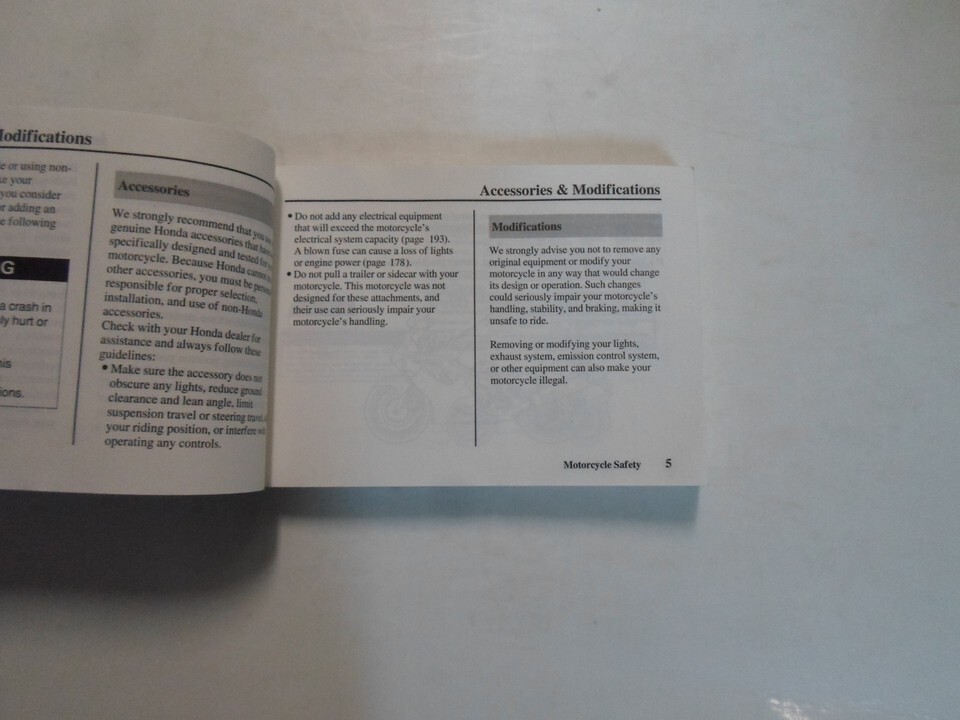 Modifications
e or using non-
your
you consider
adding an
e following
G
a crash in
hurt or
ions.
Accessories
We strongly recommend that you
genuine Honda accessories that
specifically designed and tested for
motorcycle. Because Honda
other accessories, you must be
responsible for proper selection,
installation, and use of non-Honda
accessories.
Check with your Honda dealer for
assistance and always follow these
guidelines:
• Make sure the accessory does not
obscure any lights, reduce ground
clearance and lean angle, limit
suspension travel or steering travel,
your riding position, or interfere
operating any controls.
Accessories & Modifications
• Do not add any electrical equipment
that will exceed the motorcycle's
electrical system capacity (page 193).
A blown fuse can cause a loss of lights
or engine power (page 178).
• Do not pull a trailer or sidecar with your
motorcycle. This motorcycle was not
designed for these attachments, and
their use can seriously impair your
motorcycle's handling.
Modifications
We strongly advise you not to remove any
original equipment or modify your
motorcycle in any way that would change
its design or operation. Such changes
could seriously impair your motorcycle's
handling, stability, and braking, making it
unsafe to ride.
Removing or modifying your lights,
exhaust system, emission control system,
or other equipment can also make your
motorcycle illegal.
Motorcycle Safety 5